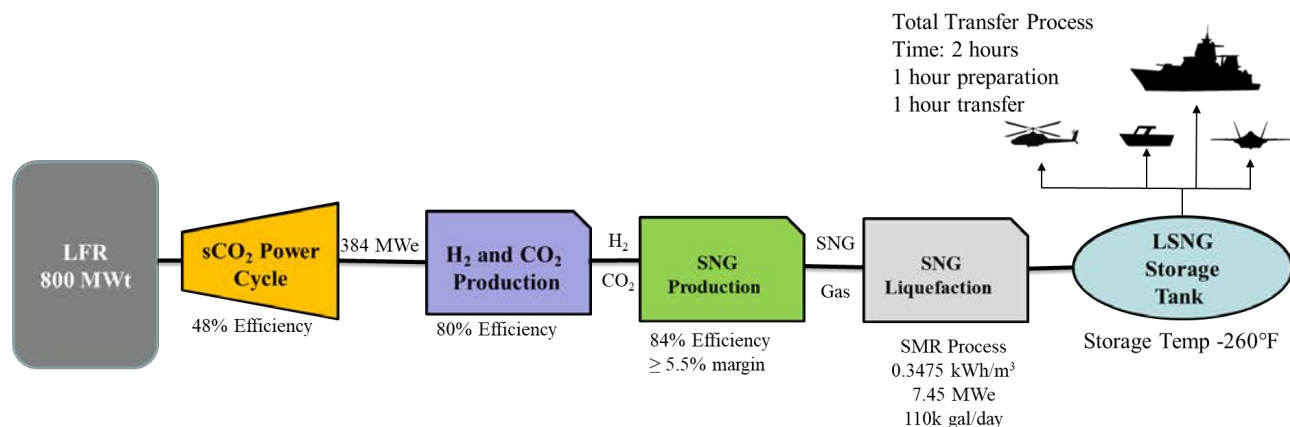 Total Transfer Process
Time: 2 hours
1 hour preparation
1 hour transfer
LFR
800 MWt
sCO₂ Power
Cycle
48% Efficiency
384 MWe
H₂ and CO₂
Production
80% Efficiency
H₂
CO₂
SNG
Production
84% Efficiency
≥ 5.5% margin
SNG
Gas
SNG
Liquefaction
SMR Process
0.3475 kWh/m³
7.45 MWe
110k gal/day
LSNG
Storage
Tank
Storage Temp -260°F